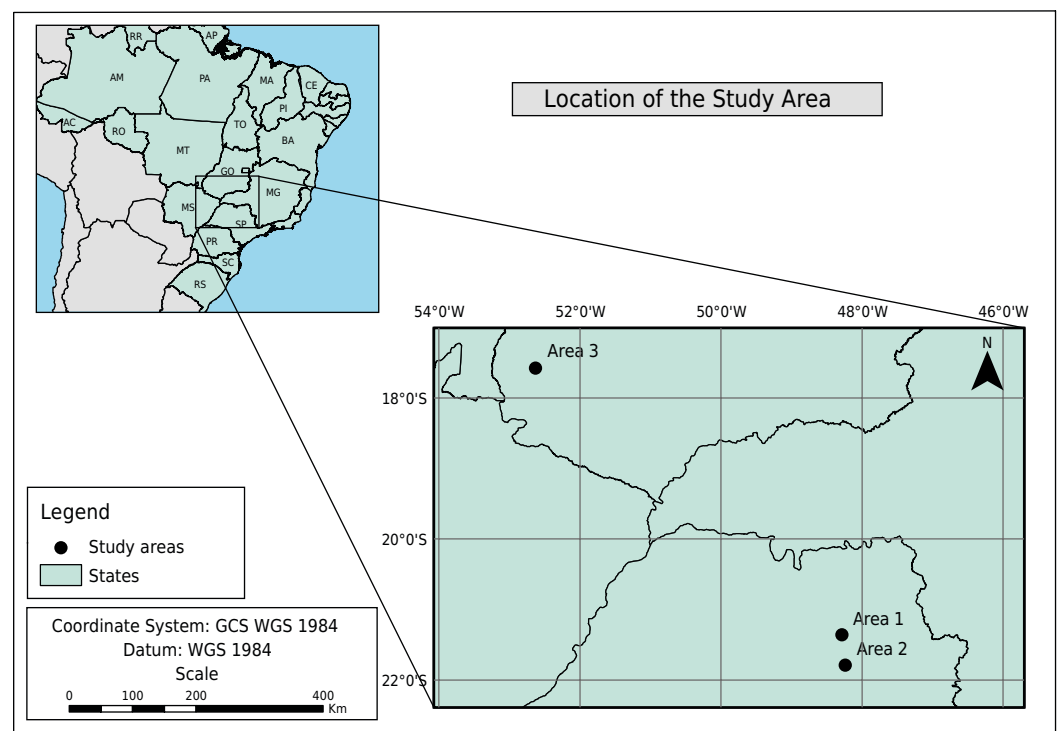 RR
AP
AM
PA
MA
CE
PI
AC
RO
TO
BA
MT
GO
MS
MG
SP
PR
SC
RS
Location of the Study Area
54°0'W
52°0'W
50°0'W
48°0'W
46°0'W
Area 3
N
18°0'S
20°0'S
Area 1
Area 2
22°0'S
Legend
Study areas
States
Coordinate System: GCS WGS 1984
Datum: WGS 1984
Scale
0 100 200 400
Km